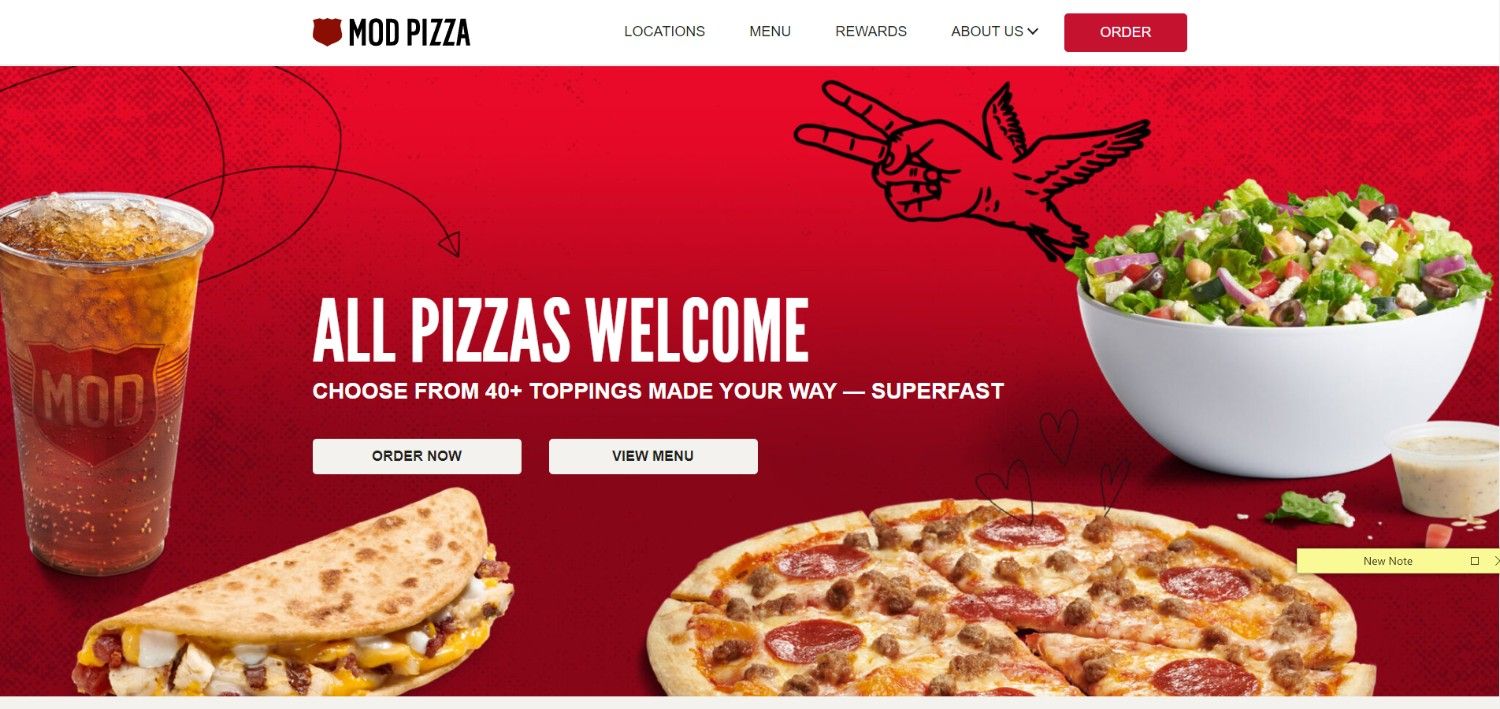 MOD PIZZA
LOCATIONS
MENU
REWARDS
ABOUT US
ORDER
MOD
ALL PIZZAS WELCOME
CHOOSE FROM 40+ TOPPINGS MADE YOUR WAY — SUPERFAST
ORDER NOW
VIEW MENU
New Note